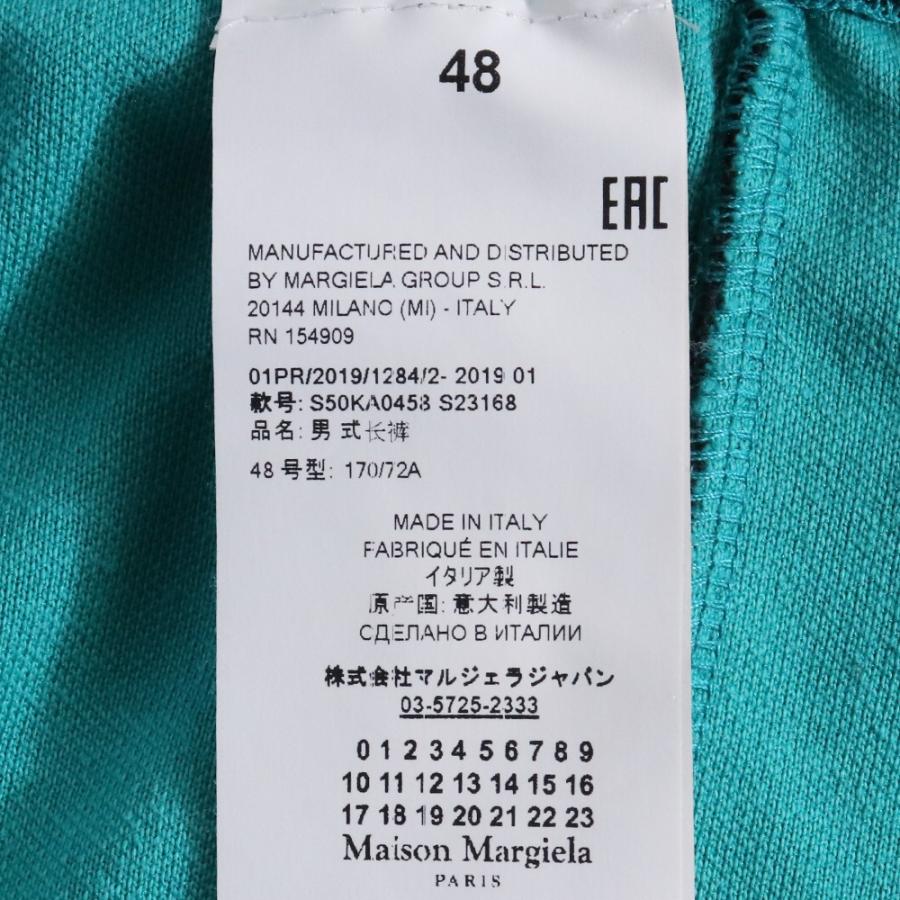 48
EAC
MANUFACTURED AND DISTRIBUTED
BY MARGIELA GROUP S.R.L.
20144 MILANO (MI) - ITALY
RN 154909
01PR/2019/1284/2- 2019 01
款号: S50KA0458 S23168
品名: 男式长裤
48 号型: 170/72A
MADE IN ITALY
FABRIQUÉ EN ITALIE
イタリア製
原产国: 意大利製造
СДЕЛАНО В ИТАЛИИ
株式会社マルジェラジャパン
03-5725-2333
0 1 2 3 4 5 6 7 8 9
10 11 12 13 14 15 16
17 18 19 20 21 22 23
Maison Margiela
PARIS